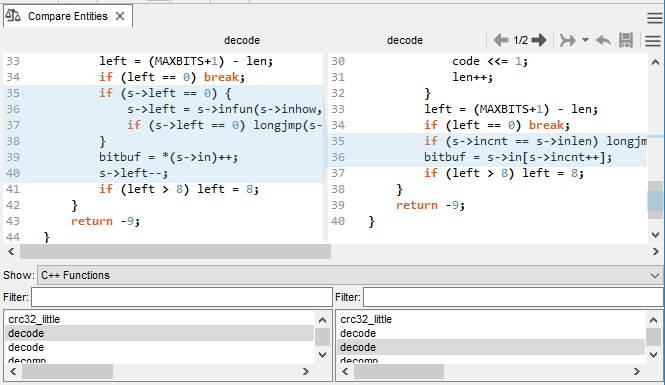 Compare Entities
decode
decode 1/2
33 left = (MAXBITS+1) - len;
34 if (left == 0) break;
35 if (s->left == 0) {
36 s->left = s->infun(s->inhow,
37 if (s->left == 0) longjmp(s-
38 }
39 bitbuf = *(s->in)++;
40 s->left--;
41 if (left > 8) left = 8;
42 }
43 return -9;
44 }
30 code <<= 1;
31 len++;
32 }
33 left = (MAXBITS+1) - len;
34 if (left == 0) break;
35 if (s->incnt == s->inlen) longjm
36 bitbuf = s->in[s->incnt++];
37 if (left > 8) left = 8;
38 }
39 return -9;
40 }
Show: C++ Functions
Filter:
Filter:
crc32_little
decode
decode
decomp
crc32_little
decode
decode
decomp